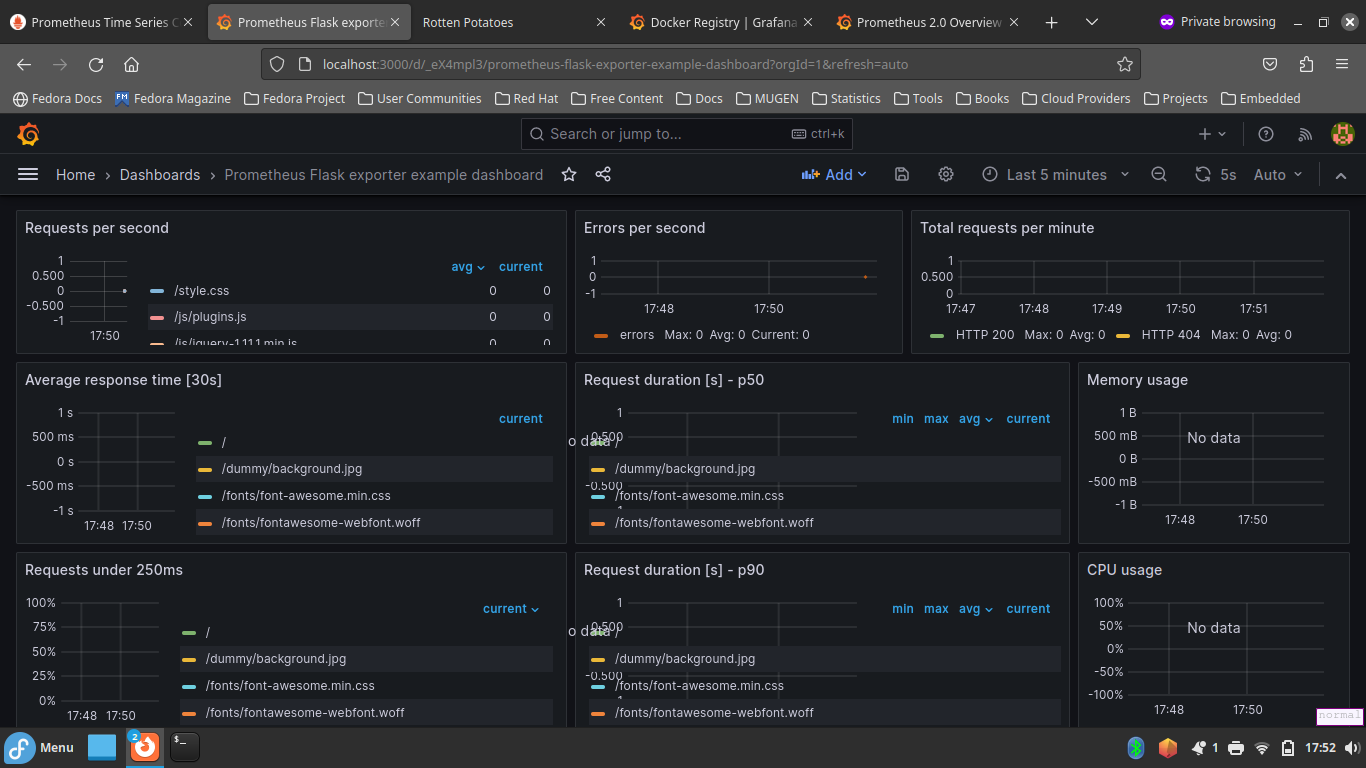 Prometheus Time Series C
Prometheus Flask exporter
Rotten Potatoes
Docker Registry | Grafana
Prometheus 2.0 Overview
Private browsing
localhost:3000/d/_eX4mpl3/prometheus-flask-exporter-example-dashboard?orgId=1&refresh=auto
Fedora Docs
FM Fedora Magazine
Fedora Project
User Communities
Red Hat
Free Content
Docs
MUGEN
Statistics
Tools
Books
Cloud Providers
Projects
Embedded
Search or jump to...
ctrl+k
Home › Dashboards › Prometheus Flask exporter example dashboard
Add
Last 5 minutes
5s
Auto
Requests per second
1
0.500
0
-0.500
-1
17:50
avg current
/style.css 0 0
/js/plugins.js 0 0
/js/jquery-1.11.1.min.js 0 0
Errors per second
1
0
-1
17:48 17:50
errors Max: 0 Avg: 0 Current: 0
Total requests per minute
1
0.500
0
17:47 17:48 17:49 17:50 17:51
HTTP 200 Max: 0 Avg: 0 HTTP 404 Max: 0 Avg: 0
Average response time [30s]
1 s
500 ms
0 s
-500 ms
-1 s
17:48 17:50
current
/
/dummy/background.jpg
/fonts/font-awesome.min.css
/fonts/fontawesome-webfont.woff
Request duration [s] - p50
1
0.500
-0.500
-1
o data
min max avg current
/
/dummy/background.jpg
/fonts/font-awesome.min.css
/fonts/fontawesome-webfont.woff
Memory usage
1 B
500 mB
0 B
-500 mB
-1 B
No data
17:48 17:50
Requests under 250ms
100%
75%
50%
25%
0%
17:48 17:50
current
/
/dummy/background.jpg
/fonts/font-awesome.min.css
/fonts/fontawesome-webfont.woff
Request duration [s] - p90
1
0.500
-0.500
o data
min max avg current
/
/dummy/background.jpg
/fonts/font-awesome.min.css
/fonts/fontawesome-webfont.woff
CPU usage
100%
50%
0%
-50%
-100%
No data
17:48 17:50
normal
Menu
2
$_
1
17:52